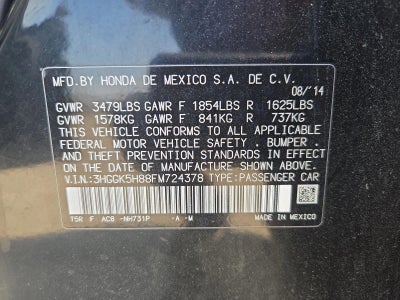 MFD.BY HONDA DE MEXICO S.A. DE C.V.
08/'14
GVWR 3479LBS GAWR F 1854LBS R 1625LBS
GVWR 1578KG GAWR F 841KG R 737KG
THIS VEHICLE CONFORMS TO ALL APPLICABLE
FEDERAL MOTOR VEHICLE SAFETY , BUMPER ,
AND THEFT PREVENTION STANDARDS IN EFFECT
ON THE DATE OF MANUFACTURE SHOWN ABOVE.
V.I.N.:3HGGK5H88FM724378 TYPE:PASSENGER CAR
T5R F ACB -NH731P -A -M MADE IN MEXICO